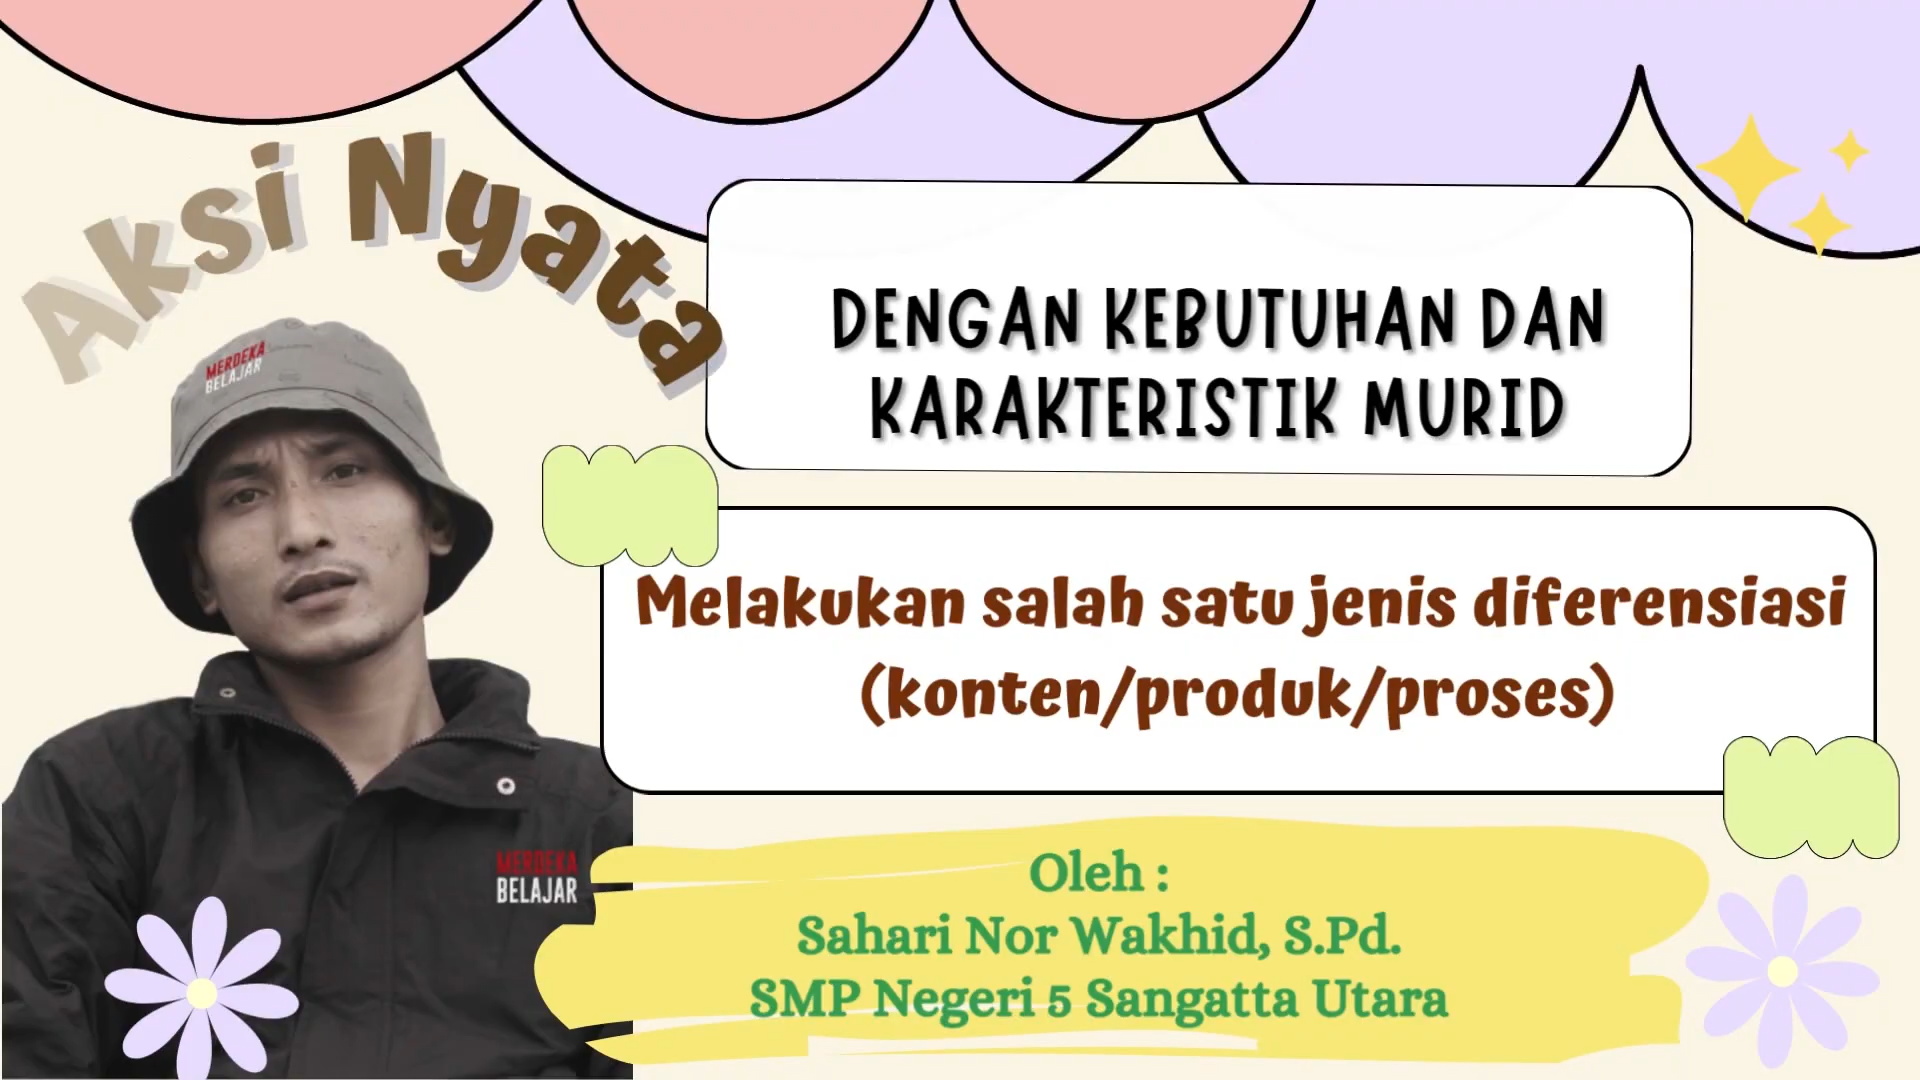 Aksi Nyata
MERDEKA
BELAJAR
DENGAN KEBUTUHAN DAN
KARAKTERISTIK MURID
Melakukan salah satu jenis diferensiasi
(konten/produk/proses)
MERDEKA
BELAJAR
Oleh :
Sahari Nor Wakhid, S.Pd.
SMP Negeri 5 Sangatta Utara